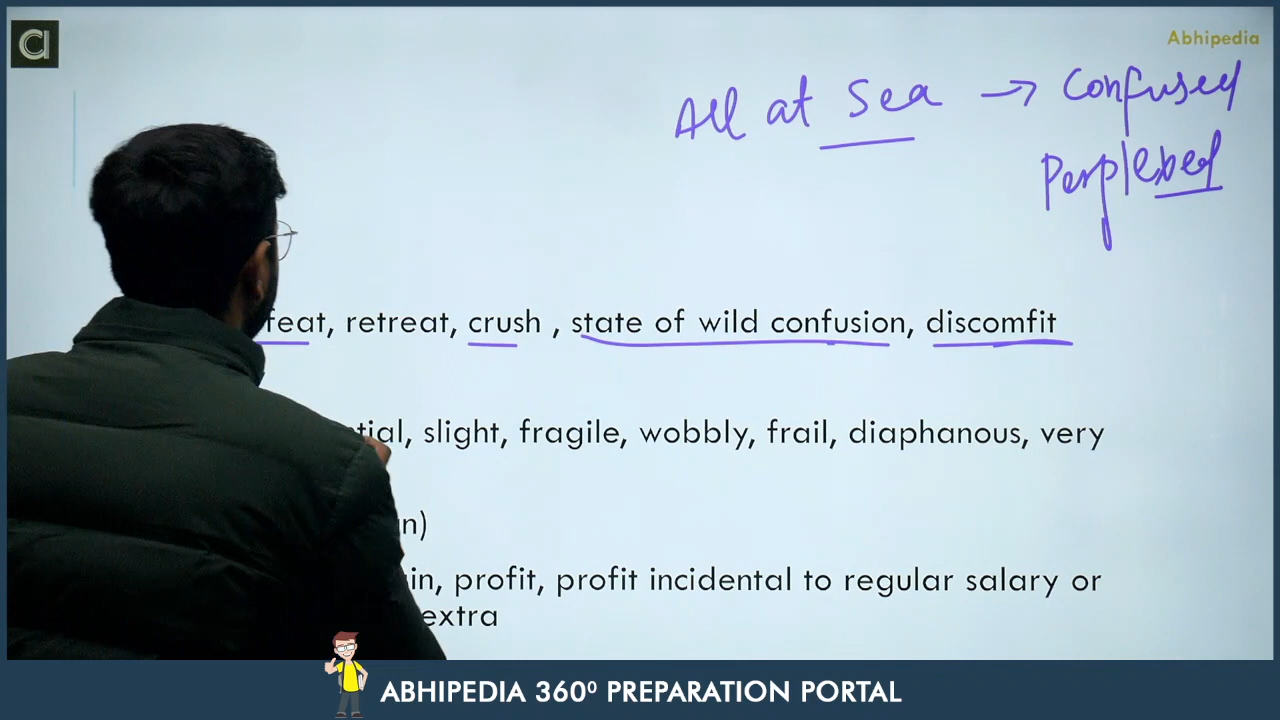 Abhipedia
All at Sea → Confused
Perplexed
feat, retreat, crush , state of wild confusion, discomfit
tial, slight, fragile, wobbly, frail, diaphanous, very
n)
in, profit, profit incidental to regular salary or
extra
ABHIPEDIA 360⁰ PREPARATION PORTAL